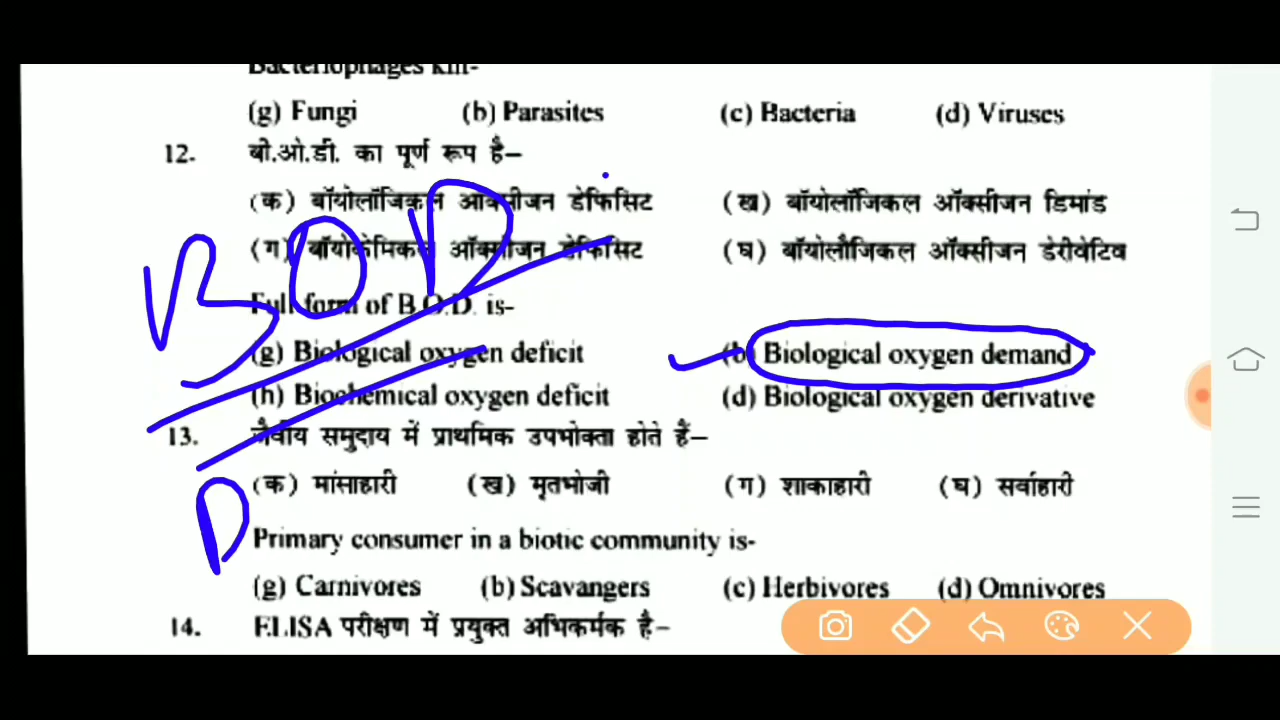 Bacteriophages kill-
(g) Fungi (b) Parasites (c) Bacteria (d) Viruses
12. बी.ओ.डी. का पूर्ण रूप है–
(क) बॉयोलॉजिकल ऑक्सीजन डेफिसिट (ख) बॉयोलॉजिकल ऑक्सीजन डिमांड
(ग) बॉयोकेमिकल ऑक्सीजन डेफिसिट (घ) बॉयोलौजिकल ऑक्सीजन डेरीवेटिव
BOD
Full form of B.O.D. is-
(g) Biological oxygen deficit (b) Biological oxygen demand
(h) Biochemical oxygen deficit (d) Biological oxygen derivative
13. जैवीय समुदाय में प्राथमिक उपभोक्ता होते हैं–
(क) मांसाहारी (ख) मृतभोजी (ग) शाकाहारी (घ) सर्वाहारी
D
Primary consumer in a biotic community is-
(g) Carnivores (b) Scavangers (c) Herbivores (d) Omnivores
14. ELISA परीक्षण में प्रयुक्त अभिकर्मक है–